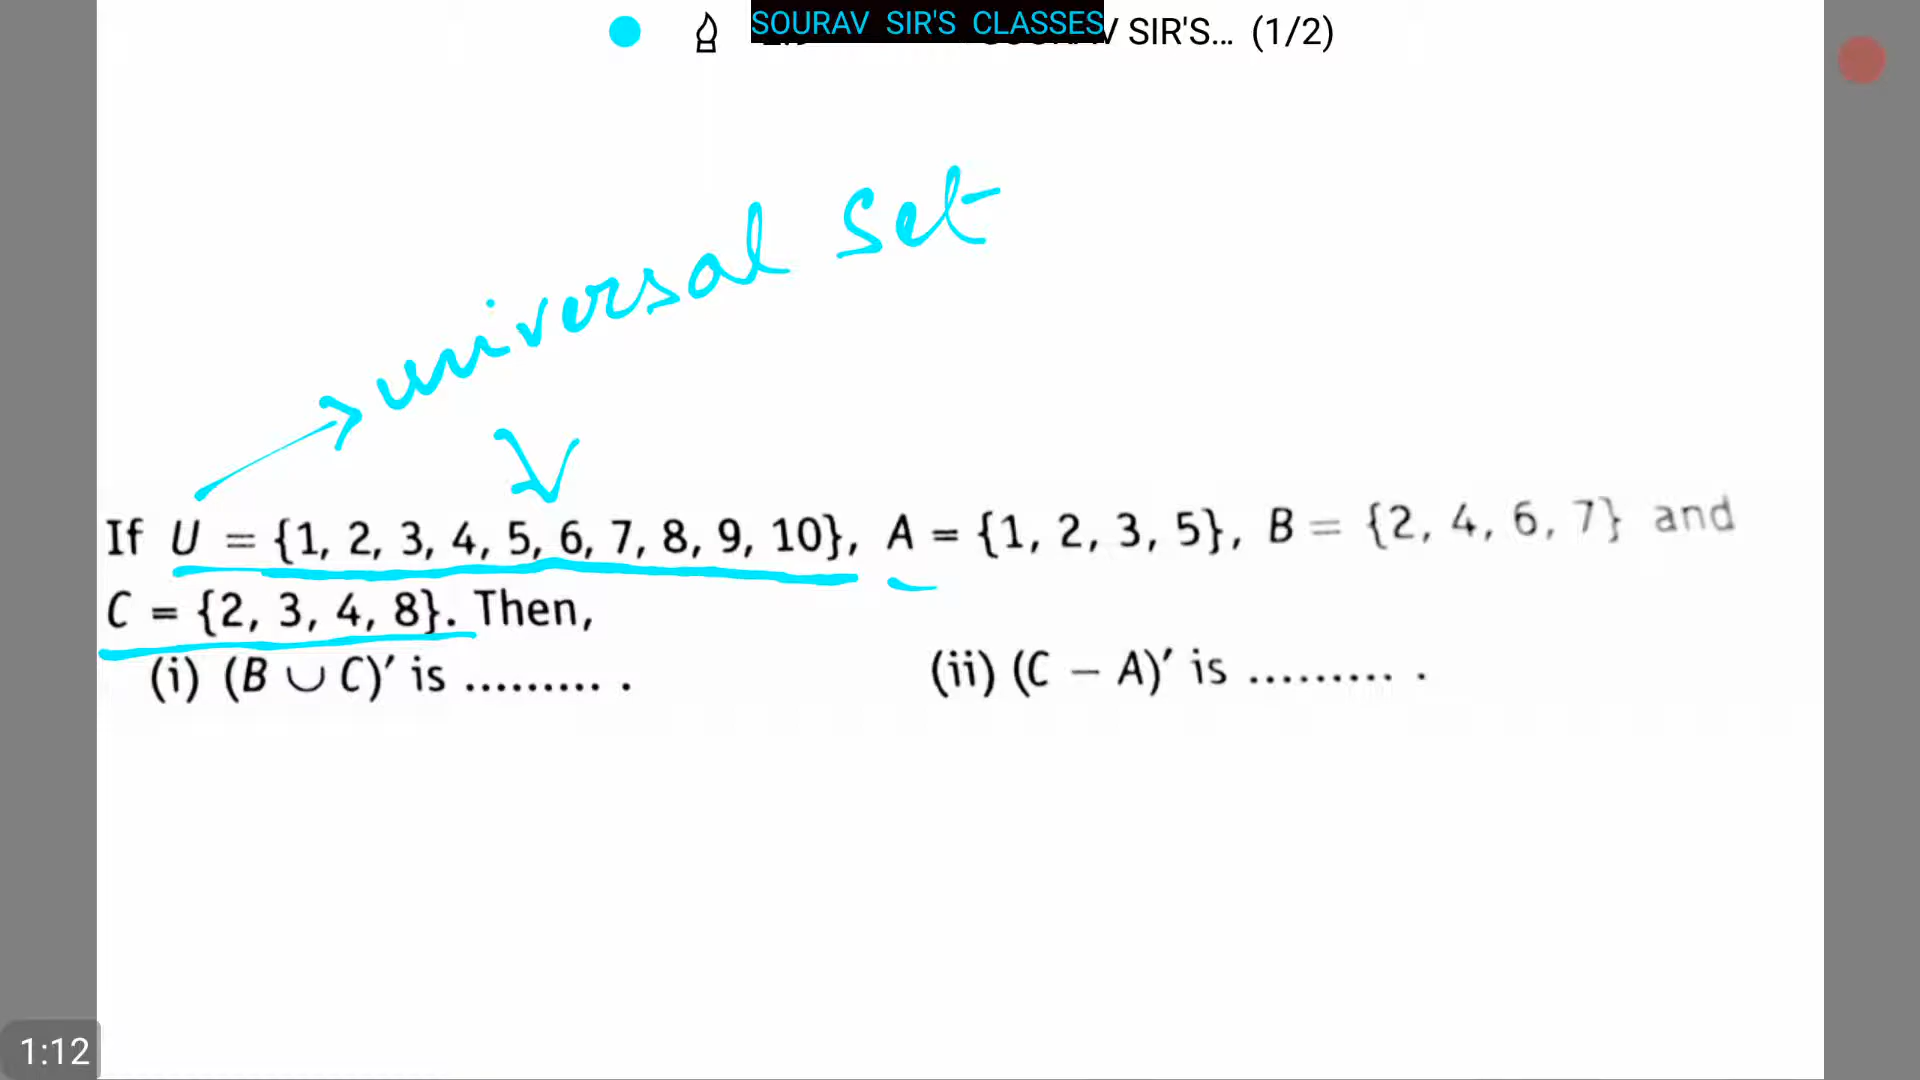 SOURAV SIR'S CLASSES V SIR'S... (1/2)
universal Set
If U = {1, 2, 3, 4, 5, 6, 7, 8, 9, 10}, A = {1, 2, 3, 5}, B = {2, 4, 6, 7} and
C = {2, 3, 4, 8}. Then,
(i) (B ∪ C)′ is ......... .
(ii) (C − A)′ is ......... .
1:12